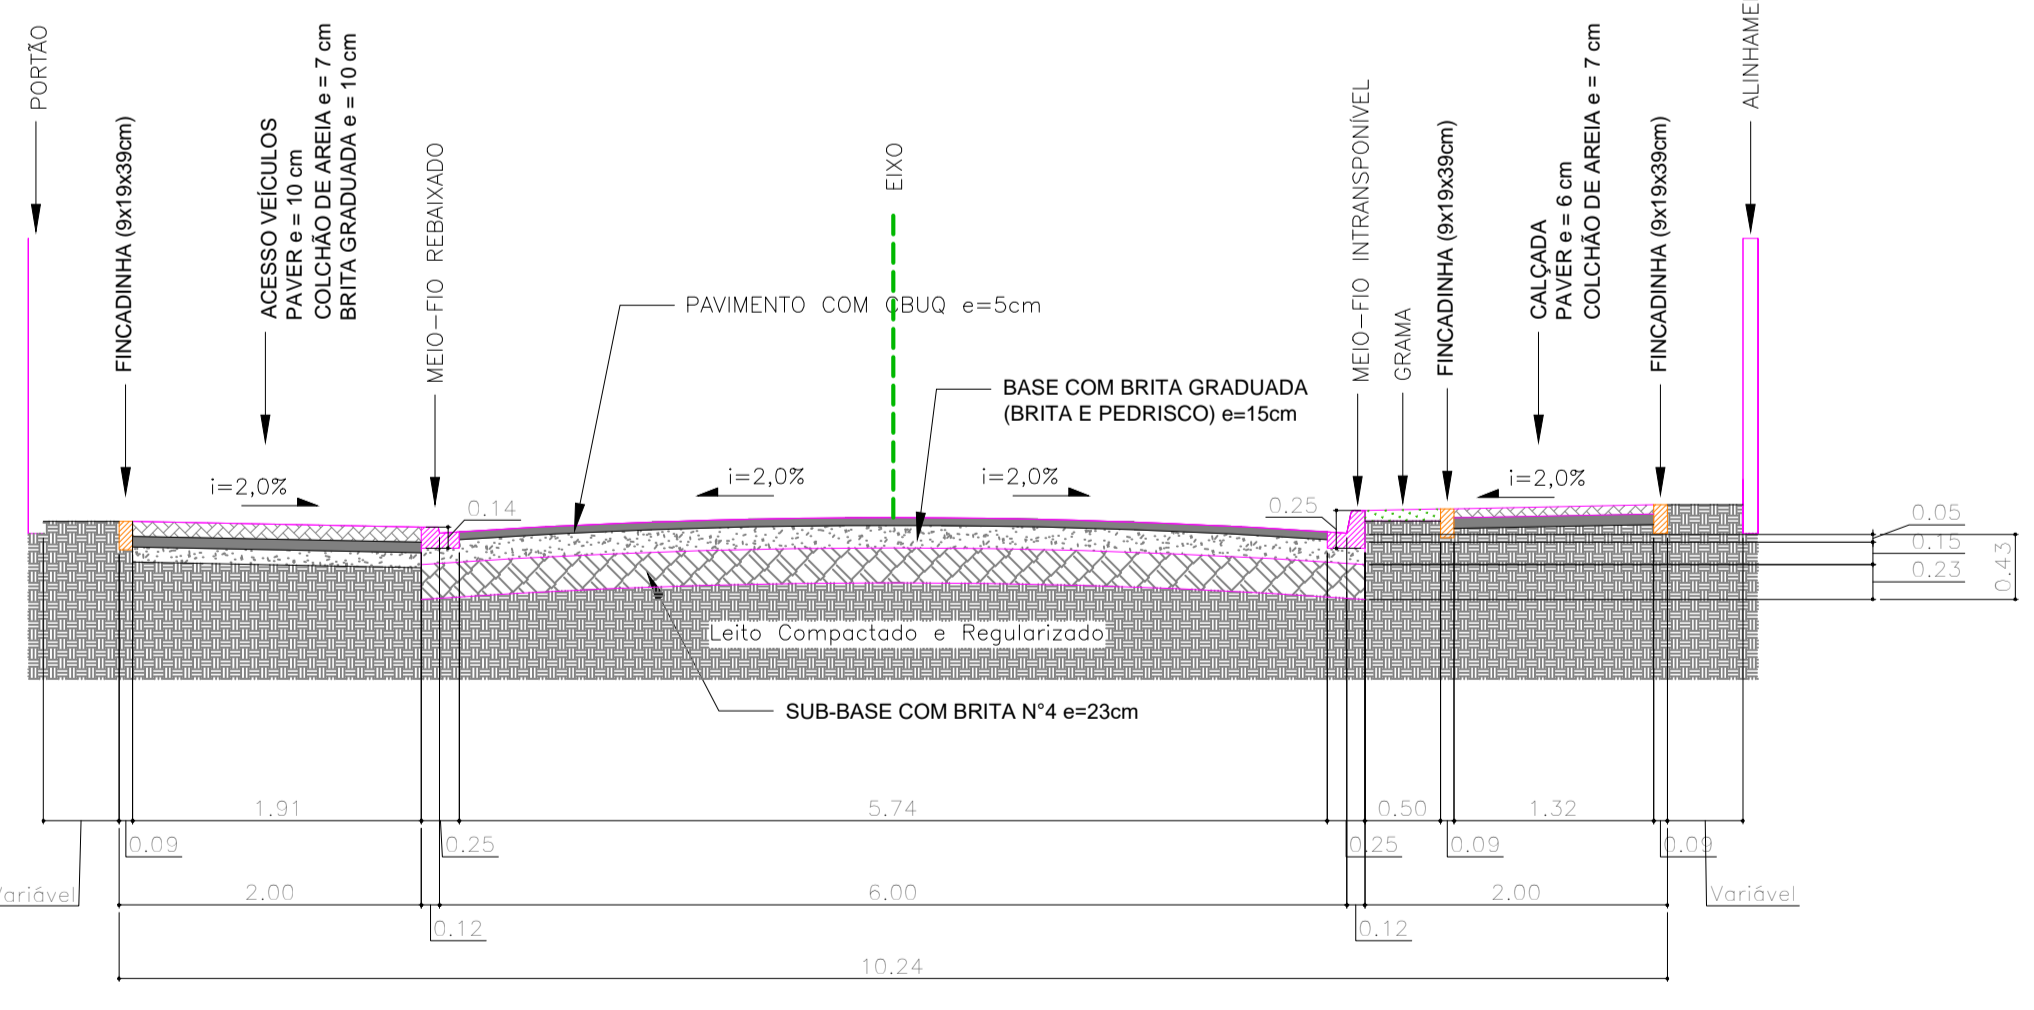 PORTÃO
FINCADINHA (9x19x39cm)
ACESSO VEÍCULOS
PAVER e = 10 cm
COLCHÃO DE AREIA e = 7 cm
BRITA GRADUADA e = 10 cm
MEIO-FIO REBAIXADO
EIXO
PAVIMENTO COM CBUQ e=5cm
BASE COM BRITA GRADUADA
(BRITA E PEDRISCO) e=15cm
MEIO-FIO INTRANSPONÍVEL
GRAMA
FINCADINHA (9x19x39cm)
CALÇADA
PAVER e = 6 cm
COLCHÃO DE AREIA e = 7 cm
FINCADINHA (9x19x39cm)
i=2,0%
i=2,0%
i=2,0%
i=2,0%
0.14
0.25
0.05
0.15
0.23
0.43
Leito Compactado e Regularizado
SUB-BASE COM BRITA N°4 e=23cm
1.91
5.74
0.50
1.32
0.09
0.25
0.25
0.09
0.09
Variável
2.00
6.00
2.00
Variável
0.12
0.12
10.24